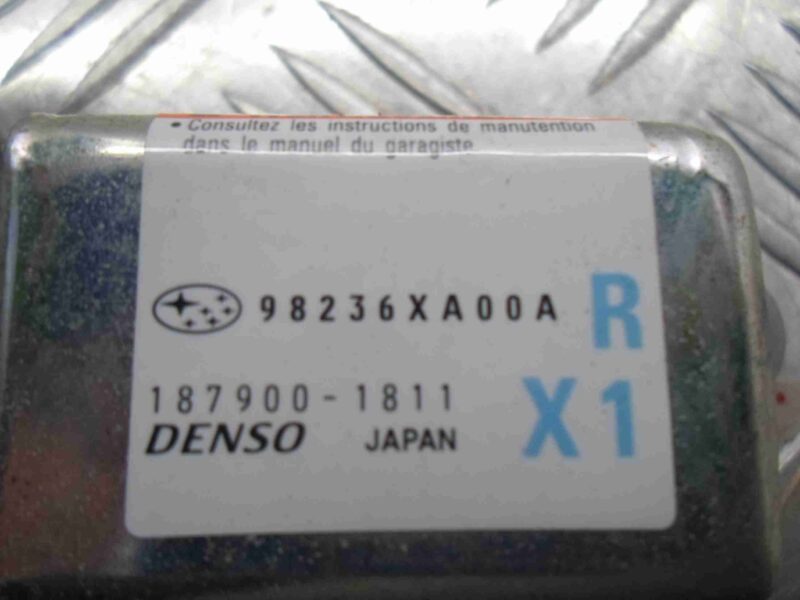 • Consultez les instructions de manutention
dans le manuel du garagiste
98236XA00A R
187900-1811 X1
DENSO JAPAN